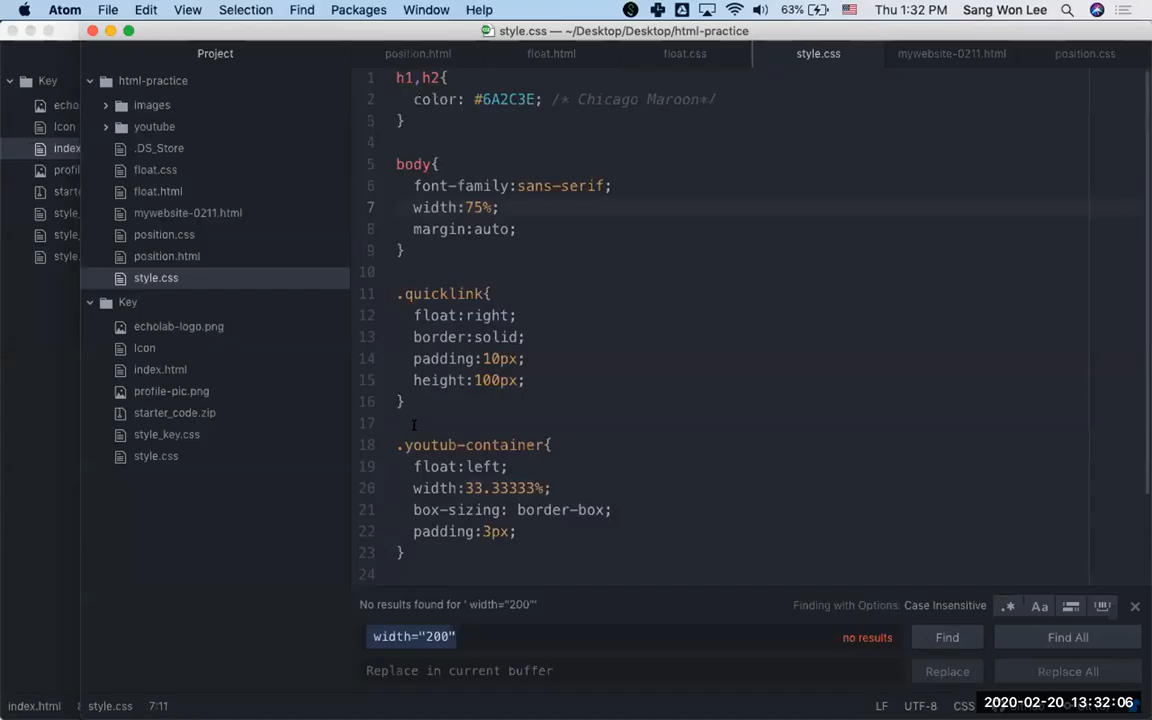 Atom File Edit View Selection Find Packages Window Help 63% Thu 1:32 PM Sang Won Lee
style.css — ~/Desktop/Desktop/html-practice
Project position.html float.html float.css style.css mywebsite-0211.html position.css
Key
echo
Icon
index
profi
starte
style_
style_
style.
html-practice
images
youtube
.DS_Store
float.css
float.html
mywebsite-0211.html
position.css
position.html
style.css
Key
echolab-logo.png
Icon
index.html
profile-pic.png
starter_code.zip
style_key.css
style.css
1 h1,h2{
2 color: #6A2C3E; /* Chicago Maroon*/
3 }
4
5 body{
6 font-family:sans-serif;
7 width:75%;
8 margin:auto;
9 }
10
11 .quicklink{
12 float:right;
13 border:solid;
14 padding:10px;
15 height:100px;
16 }
17
18 .youtub-container{
19 float:left;
20 width:33.33333%;
21 box-sizing: border-box;
22 padding:3px;
23 }
24
No results found for ' width="200"' Finding with Options: Case Insensitive .* Aa
width="200" no results Find Find All
Replace in current buffer Replace Replace All
index.html style.css 7:11 LF UTF-8 CSS 2020-02-20 13:32:06